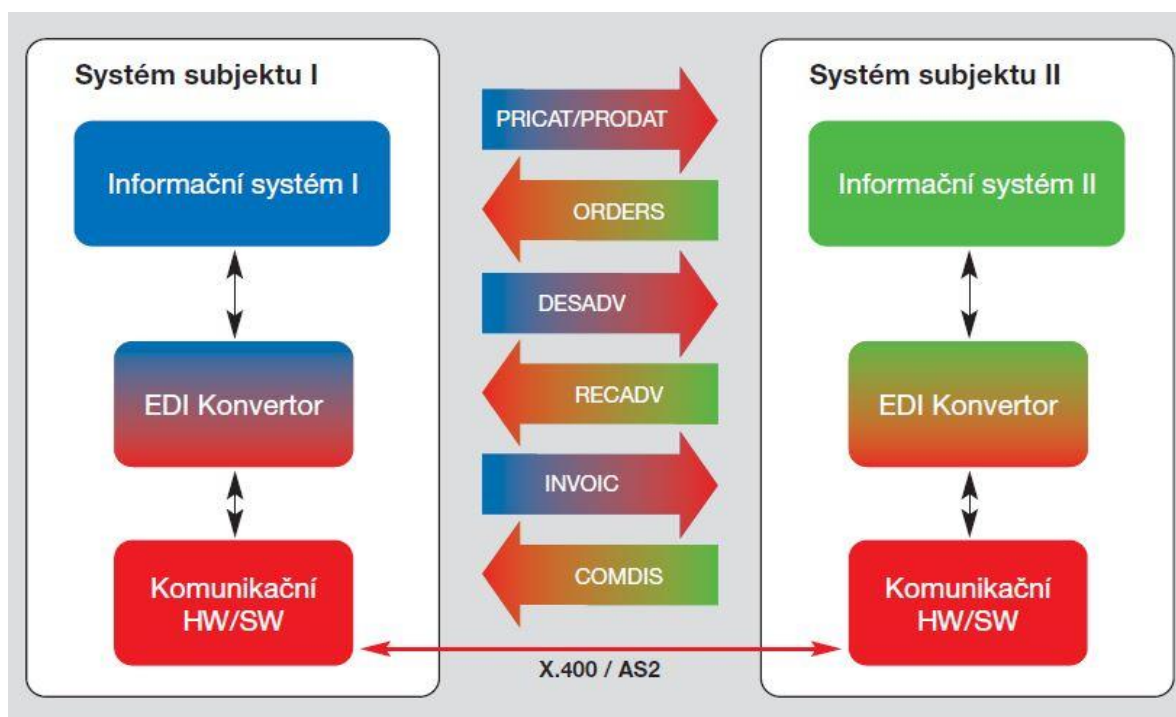 Systém subjektu I
Informační systém I
EDI Konvertor
Komunikační
HW/SW
PRICAT/PRODAT
ORDERS
DESADV
RECADV
INVOIC
COMDIS
X.400 / AS2
Systém subjektu II
Informační systém II
EDI Konvertor
Komunikační
HW/SW